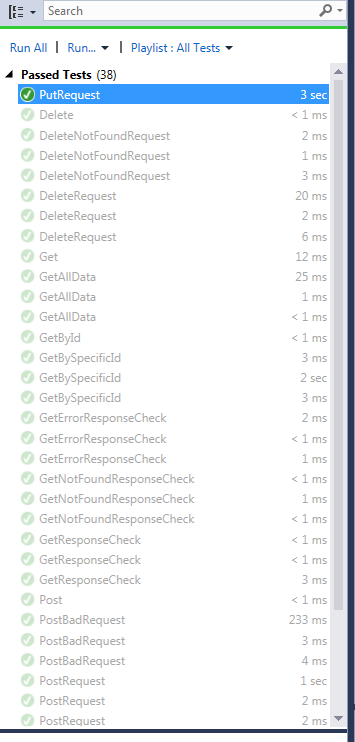 Search
Run All | Run... | Playlist : All Tests
Passed Tests (38)
PutRequest 3 sec
Delete < 1 ms
DeleteNotFoundRequest 2 ms
DeleteNotFoundRequest 1 ms
DeleteNotFoundRequest 3 ms
DeleteRequest 20 ms
DeleteRequest 2 ms
DeleteRequest 6 ms
Get 12 ms
GetAllData 25 ms
GetAllData 1 ms
GetAllData < 1 ms
GetById < 1 ms
GetBySpecificId 3 ms
GetBySpecificId 2 sec
GetBySpecificId 3 ms
GetErrorResponseCheck 2 ms
GetErrorResponseCheck < 1 ms
GetErrorResponseCheck 1 ms
GetNotFoundResponseCheck < 1 ms
GetNotFoundResponseCheck 1 ms
GetNotFoundResponseCheck < 1 ms
GetResponseCheck < 1 ms
GetResponseCheck < 1 ms
GetResponseCheck 3 ms
Post < 1 ms
PostBadRequest 233 ms
PostBadRequest 3 ms
PostBadRequest 4 ms
PostRequest 1 sec
PostRequest 2 ms
PostRequest 2 ms